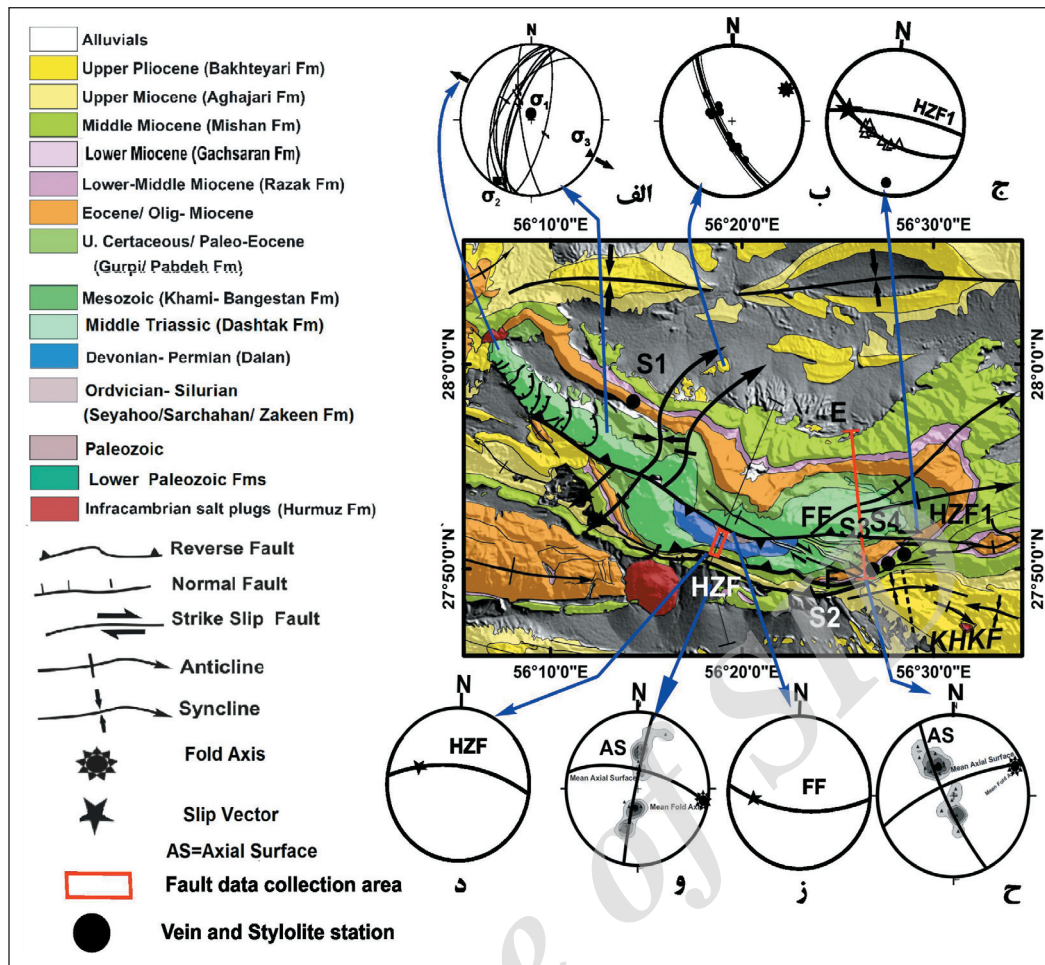 Alluvials
Upper Pliocene (Bakhteyari Fm)
Upper Miocene (Aghajari Fm)
Middle Miocene (Mishan Fm)
Lower Miocene (Gachsaran Fm)
Lower-Middle Miocene (Razak Fm)
Eocene/ Olig- Miocene
U. Certaceous/ Paleo-Eocene
(Gurpi/ Pabdeh Fm)
Mesozoic (Khami- Bangestan Fm)
Middle Triassic (Dashtak Fm)
Devonian- Permian (Dalan)
Ordvician- Silurian
(Seyahoo/Sarchahan/ Zakeen Fm)
Paleozoic
Lower Paleozoic Fms
Infracambrian salt plugs (Hurmuz Fm)
Reverse Fault
Normal Fault
Strike Slip Fault
Anticline
Syncline
Fold Axis
Slip Vector
AS=Axial Surface
Fault data collection area
Vein and Stylolite station
N
σ1
σ3
σ2
الف
N
ب
N
HZF1
ج
56°10'0"E
56°20'0"E
56°30'0"E
28°0'0"N
28°0'0"N
27°50'0"N
27°50'0"N
S1
E
FF
S3
S4
HZF1
HZF
F
S2
KHKF
56°10'0"E
56°20'0"E
56°30'0"E
N
HZF
د
N
AS
Mean Axial Surface
Mean Fold Axis
و
N
FF
ز
N
AS
Mean Axial Surface
Mean Fold Axis
ح